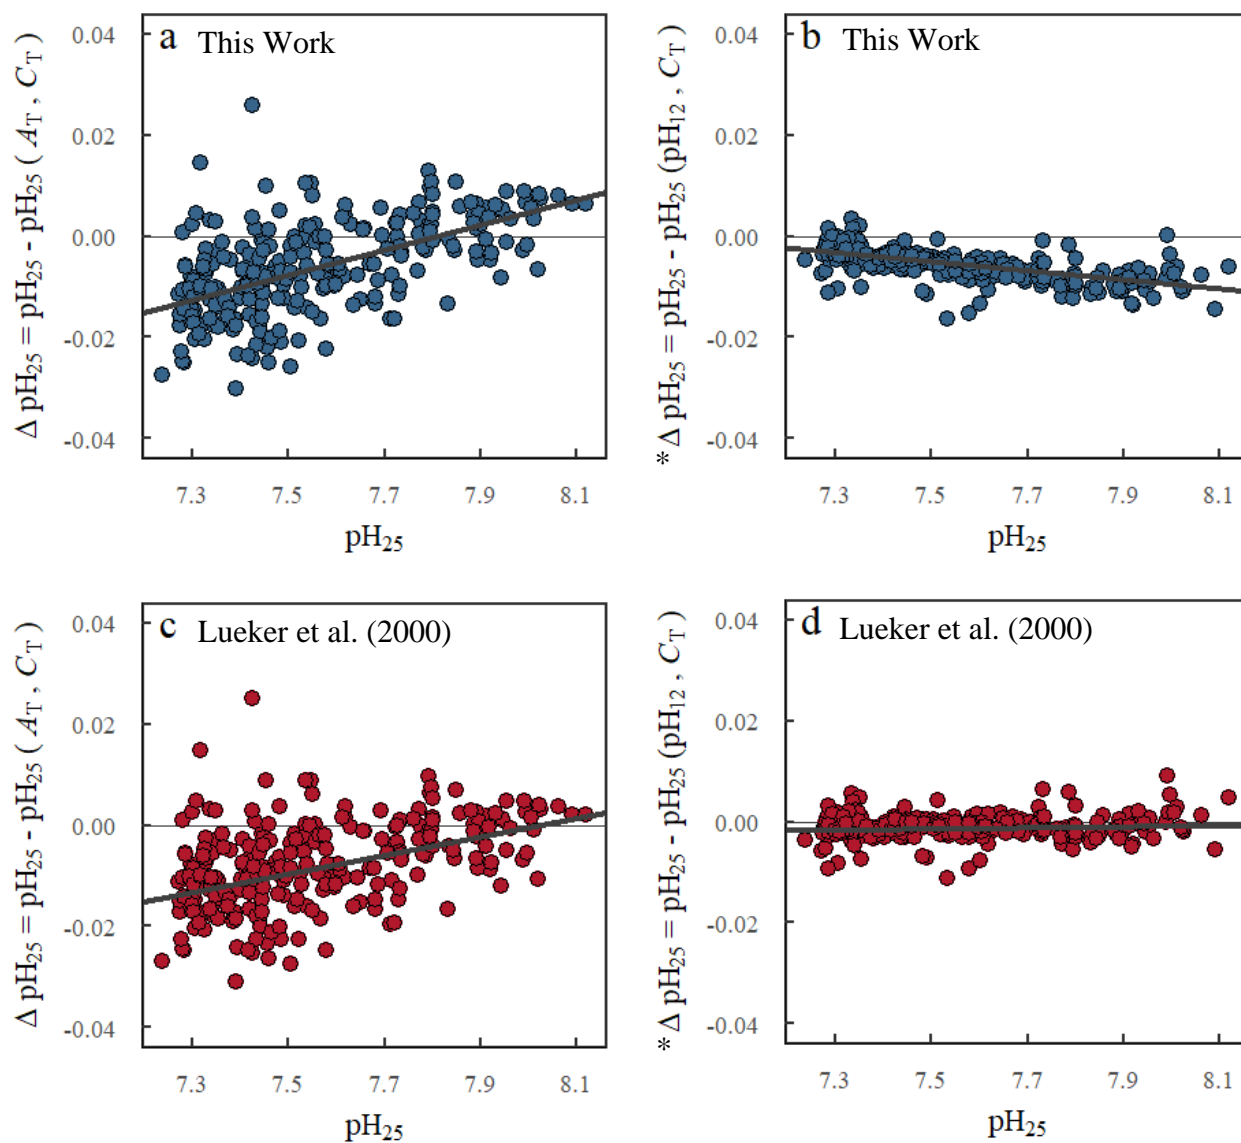 a This Work
Δ pH25 = pH25 - pH25 ( AT , CT )
0.04
0.02
0.00
-0.02
-0.04
7.3 7.5 7.7 7.9 8.1
pH25
b This Work
* Δ pH25 = pH25 - pH25 (pH12 , CT )
0.04
0.02
0.00
-0.02
-0.04
7.3 7.5 7.7 7.9 8.1
pH25
c Lueker et al. (2000)
Δ pH25 = pH25 - pH25 ( AT , CT )
0.04
0.02
0.00
-0.02
-0.04
7.3 7.5 7.7 7.9 8.1
pH25
d Lueker et al. (2000)
* Δ pH25 = pH25 - pH25 (pH12 , CT )
0.04
0.02
0.00
-0.02
-0.04
7.3 7.5 7.7 7.9 8.1
pH25